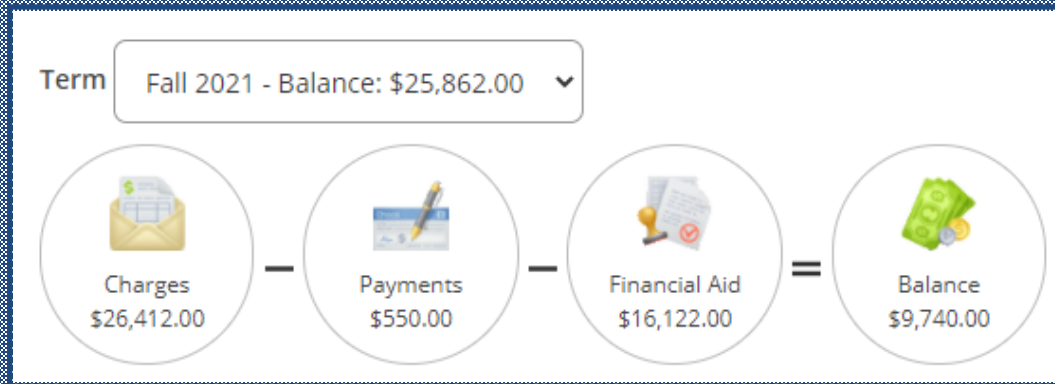 Term
Fall 2021 - Balance: $25,862.00
Charges
$26,412.00
−
Payments
$550.00
−
Financial Aid
$16,122.00
=
Balance
$9,740.00